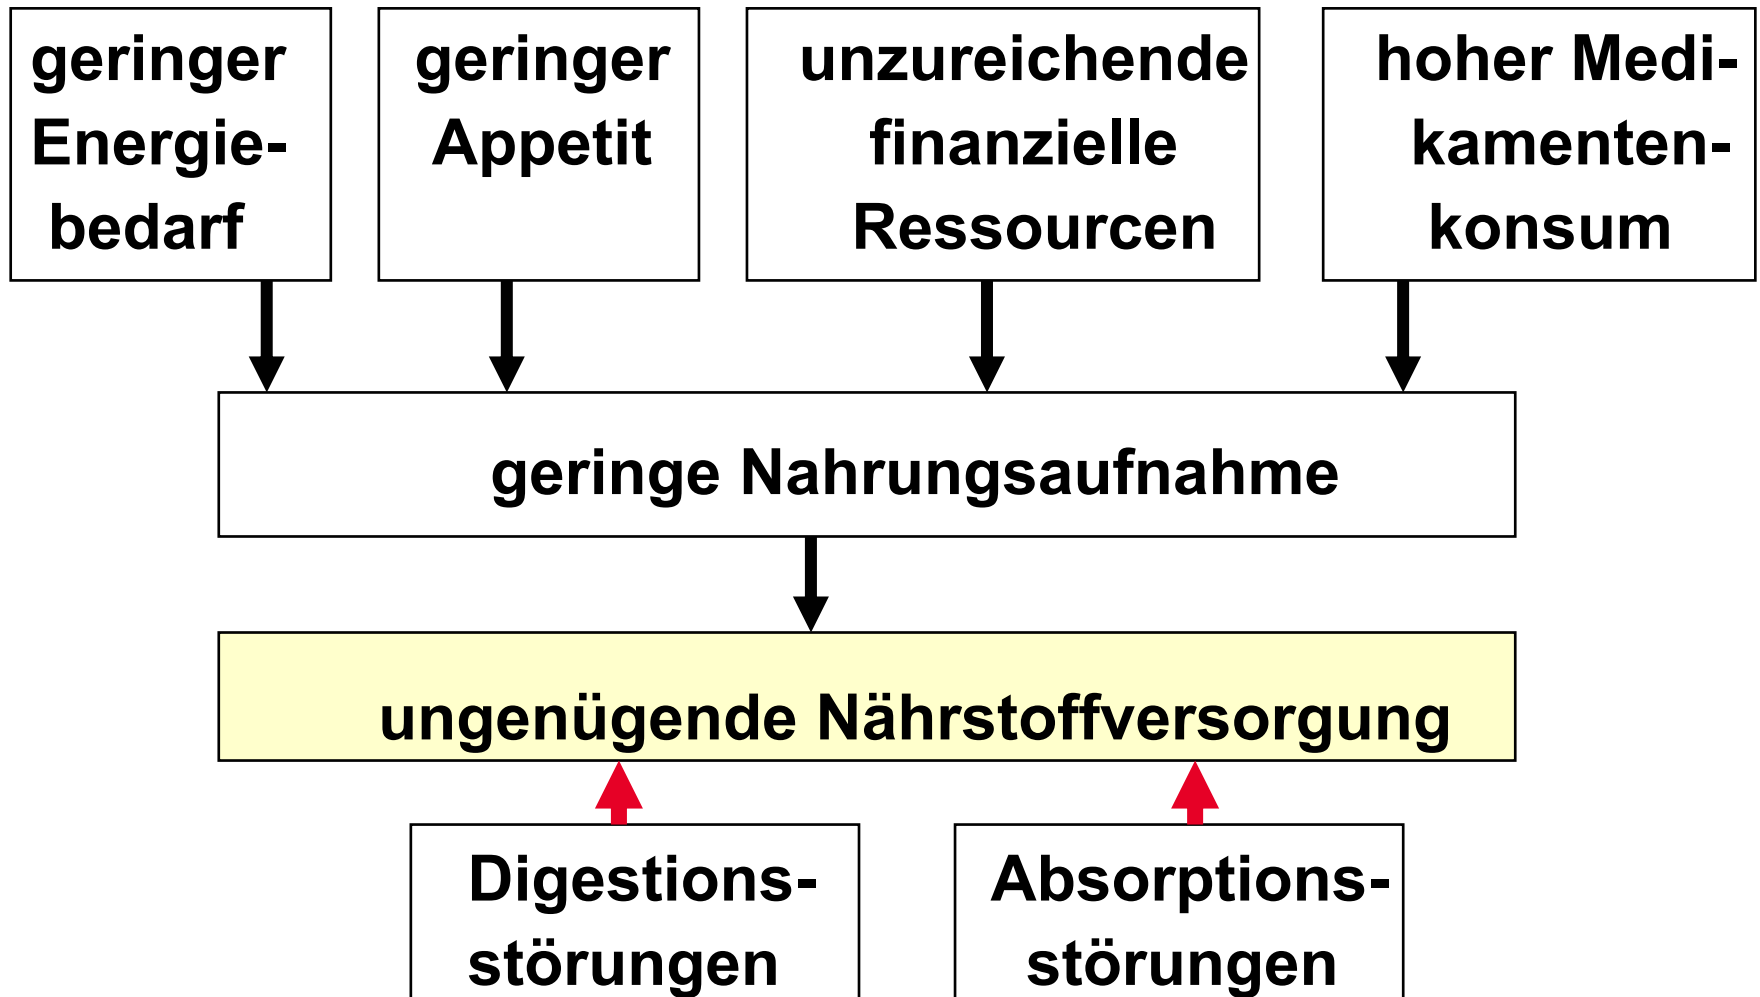 geringer
Energie-
bedarf
geringer
Appetit
unzureichende
finanzielle
Ressourcen
hoher Medi-
kamenten-
konsum
geringe Nahrungsaufnahme
ungenügende Nährstoffversorgung
Digestions-
störungen
Absorptions-
störungen